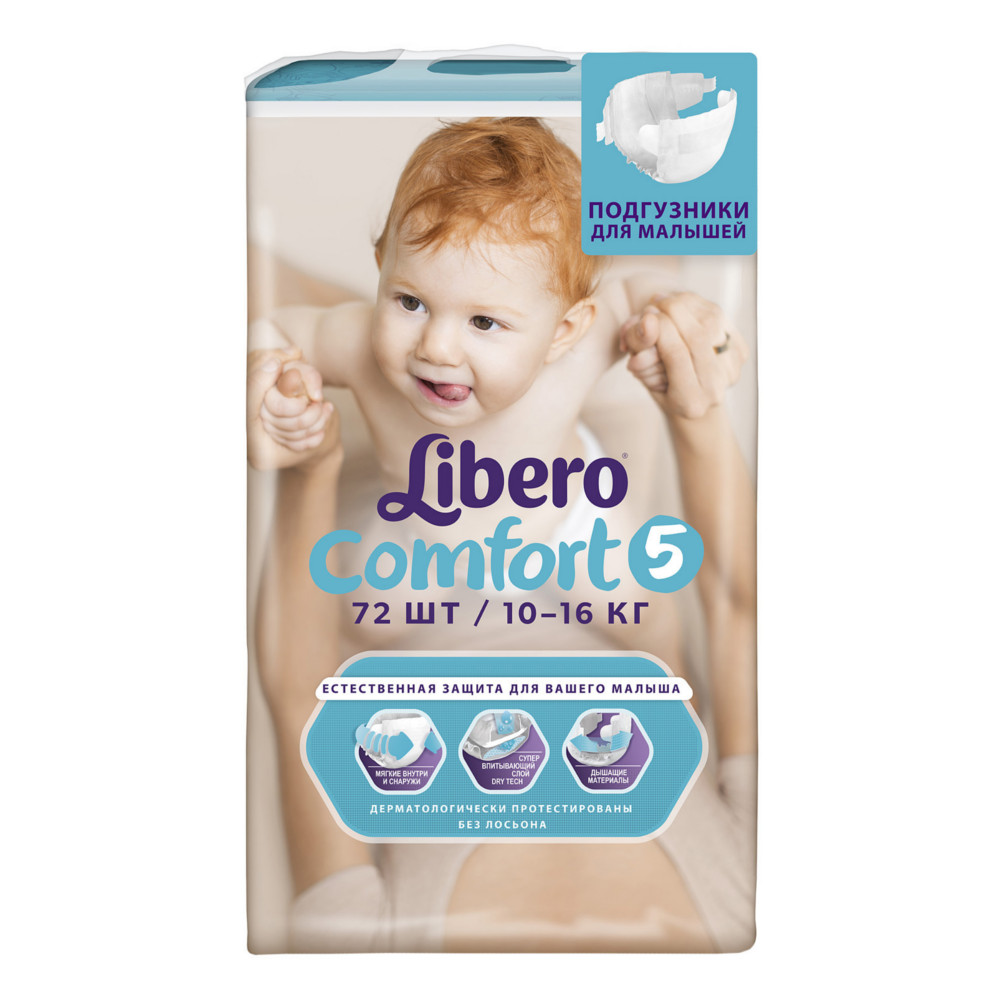 ПОДГУЗНИКИ
ДЛЯ МАЛЫШЕЙ
Libero®
Comfort 5
72 ШТ / 10–16 КГ
ЕСТЕСТВЕННАЯ ЗАЩИТА ДЛЯ ВАШЕГО МАЛЫША
МЯГКИЕ ВНУТРИ
И СНАРУЖИ
СУПЕР
ВПИТЫВАЮЩИЙ
СЛОЙ
DRY TECH
ДЫШАЩИЕ
МАТЕРИАЛЫ
ДЕРМАТОЛОГИЧЕСКИ ПРОТЕСТИРОВАНЫ
БЕЗ ЛОСЬОНА